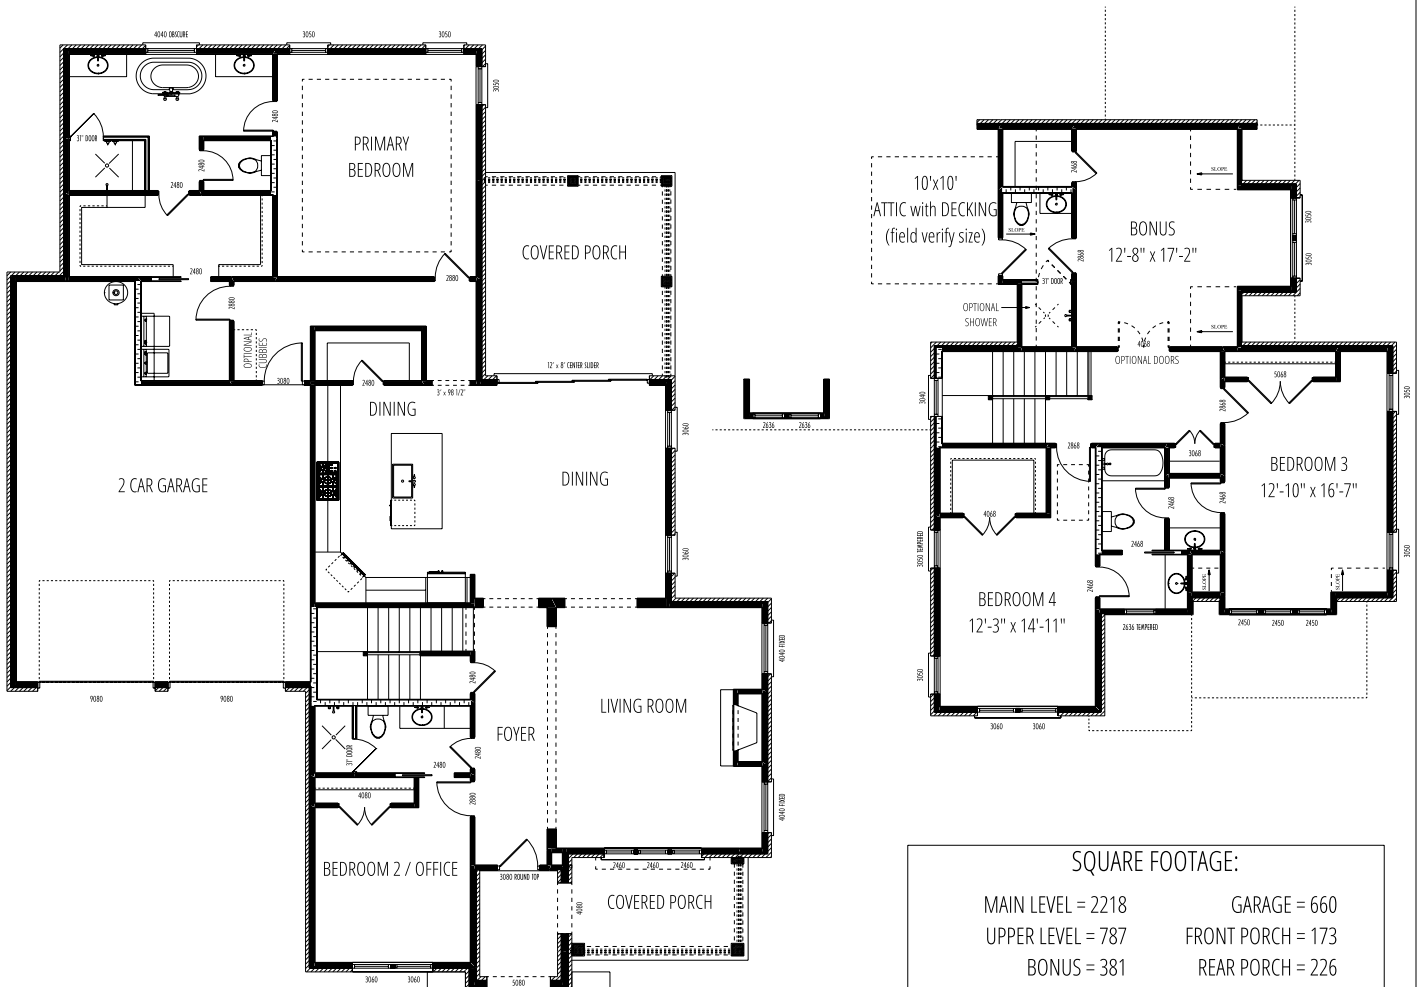 4040 OBSCURE
3050
3050
3050
2480
31" DOOR
2480
2480
PRIMARY
BEDROOM
COVERED PORCH
2480
2880
2880
OPTIONAL
CUBBIES
3080
2480
3' x 98 1/2"
12' x 8' CENTER SLIDER
DINING
DINING
3060
3060
2 CAR GARAGE
9080
9080
2480
4040 FIXED
LIVING ROOM
FOYER
31" DOOR
2480
2480
4080
2880
4040 FIXED
BEDROOM 2 / OFFICE
3080 ROUND TOP
2460
2460
2460
4080
COVERED PORCH
3060
3060
5080
2636
2636
10'x10'
ATTIC with DECKING
(field verify size)
2468
SLOPE
SLOPE
BONUS
12'-8" x 17'-2"
2868
3050
3050
31" DOOR
OPTIONAL
SHOWER
SLOPE
4068
OPTIONAL DOORS
3040
5068
2868
3050
2868
3068
BEDROOM 3
12'-10" x 16'-7"
4068
2468
2468
3050 TEMPERED
2468
3050
2468
SLOPE
SLOPE
BEDROOM 4
12'-3" x 14'-11"
2636 TEMPERED
2450
2450
2450
3050
3060
3060
SQUARE FOOTAGE:
MAIN LEVEL = 2218
GARAGE = 660
UPPER LEVEL = 787
FRONT PORCH = 173
BONUS = 381
REAR PORCH = 226